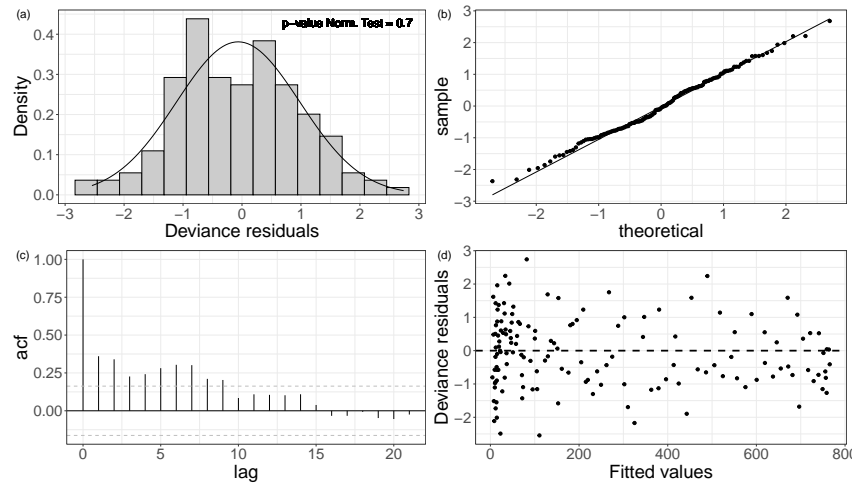 (a)
p-value Norm. Test = 0.7
Density
0.4
0.3
0.2
0.1
0.0
−3 −2 −1 0 1 2 3
Deviance residuals
(b)
sample
3
2
1
0
−1
−2
−3
−2 −1 0 1 2
theoretical
(c)
acf
1.00
0.75
0.50
0.25
0.00
0 5 10 15 20
lag
(d)
Deviance residuals
3
2
1
0
−1
−2
0 200 400 600 800
Fitted values